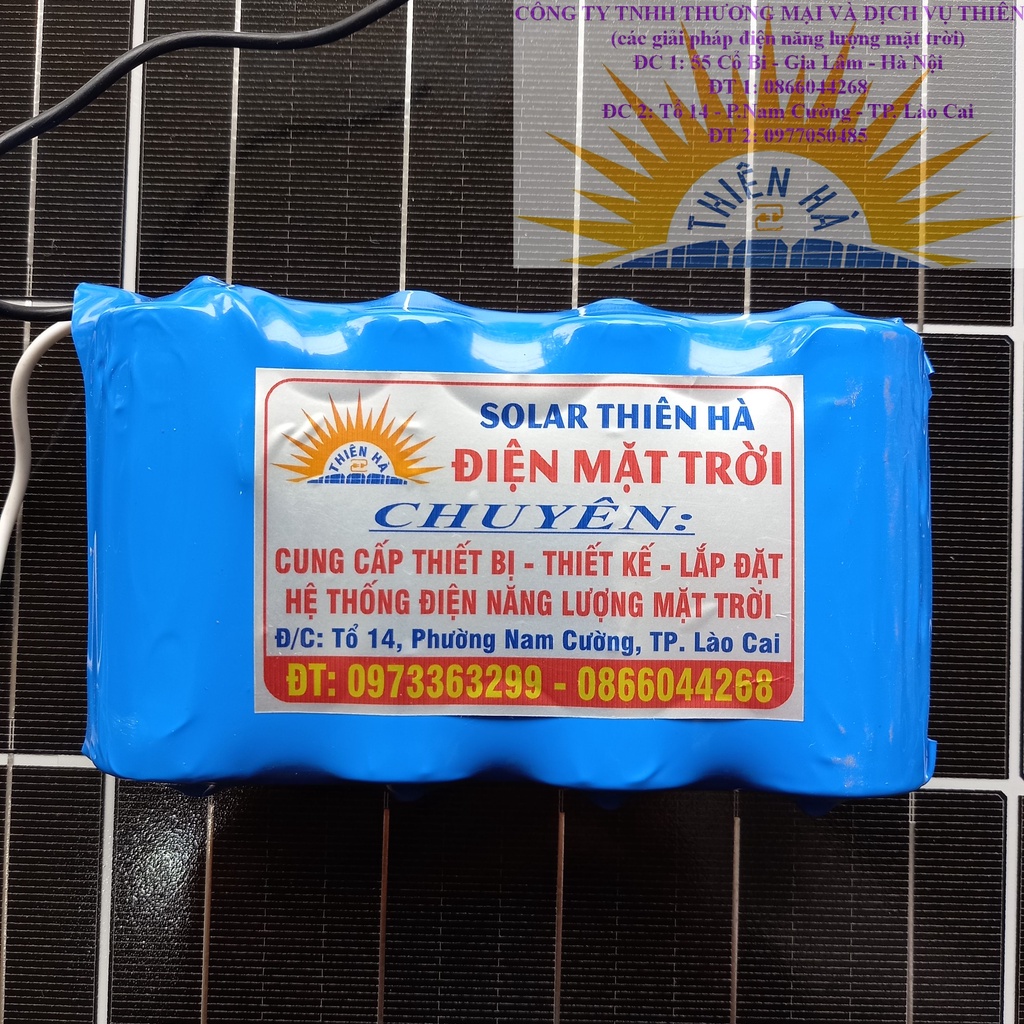 CÔNG TY TNHH THƯƠNG MẠI VÀ DỊCH VỤ THIÊN
(các giải pháp điện năng lượng mặt trời)
ĐC 1: 55 Cổ Bi - Gia Lâm - Hà Nội
ĐT 1: 0866044268
ĐC 2: Tổ 14 - P.Nam Cường - TP. Lào Cai
ĐT 2: 0977050485
THIÊN HÀ
SOLAR THIÊN HÀ
THIÊN HÀ
ĐIỆN MẶT TRỜI
CHUYÊN:
CUNG CẤP THIẾT BỊ - THIẾT KẾ - LẮP ĐẶT
HỆ THỐNG ĐIỆN NĂNG LƯỢNG MẶT TRỜI
Đ/C: Tổ 14, Phường Nam Cường, TP. Lào Cai
ĐT: 0973363299 - 0866044268